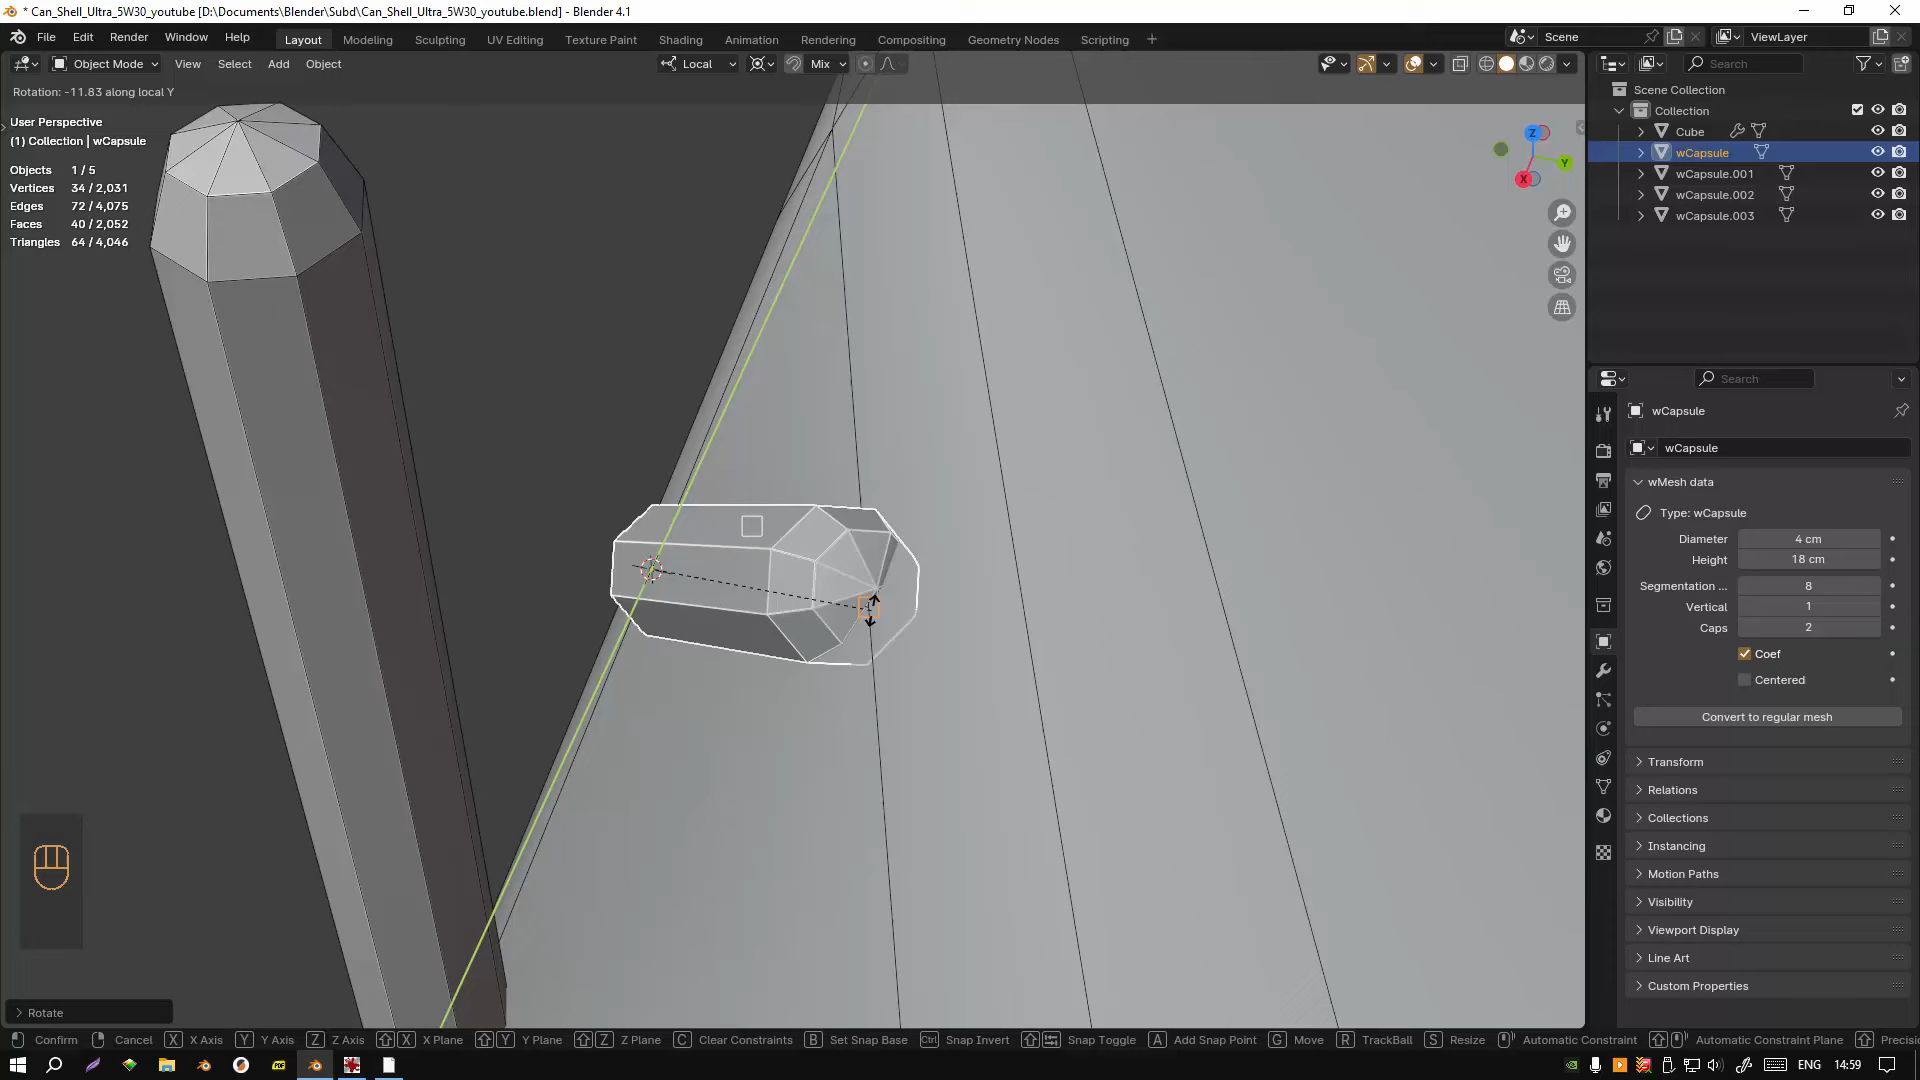 * Can_Shell_Ultra_5W30_youtube [D:\Documents\Blender\Subd\Can_Shell_Ultra_5W30_youtube.blend] - Blender 4.1
File Edit Render Window Help Layout Modeling Sculpting UV Editing Texture Paint Shading Animation Rendering Compositing Geometry Nodes Scripting + Scene ViewLayer
Object Mode View Select Add Object Local Mix Search
Rotation: -11.83 along local Y
User Perspective
(1) Collection | wCapsule
Objects 1 / 5
Vertices 34 / 2,031
Edges 72 / 4,075
Faces 40 / 2,052
Triangles 64 / 4,046
Z
Y
X
Scene Collection
Collection
Cube
wCapsule
wCapsule.001
wCapsule.002
wCapsule.003
Search
wCapsule
wCapsule
wMesh data
Type: wCapsule
Diameter 4 cm
Height 18 cm
Segmentation ... 8
Vertical 1
Caps 2
Coef
Centered
Convert to regular mesh
Transform
Relations
Collections
Instancing
Motion Paths
Visibility
Viewport Display
Line Art
Custom Properties
Rotate
Confirm Cancel X X Axis Y Y Axis Z Z Axis X X Plane Y Y Plane Z Z Plane C Clear Constraints B Set Snap Base Ctrl Snap Invert Snap Toggle A Add Snap Point G Move R TrackBall S Resize Automatic Constraint Automatic Constraint Plane Precisi
ENG 14:59